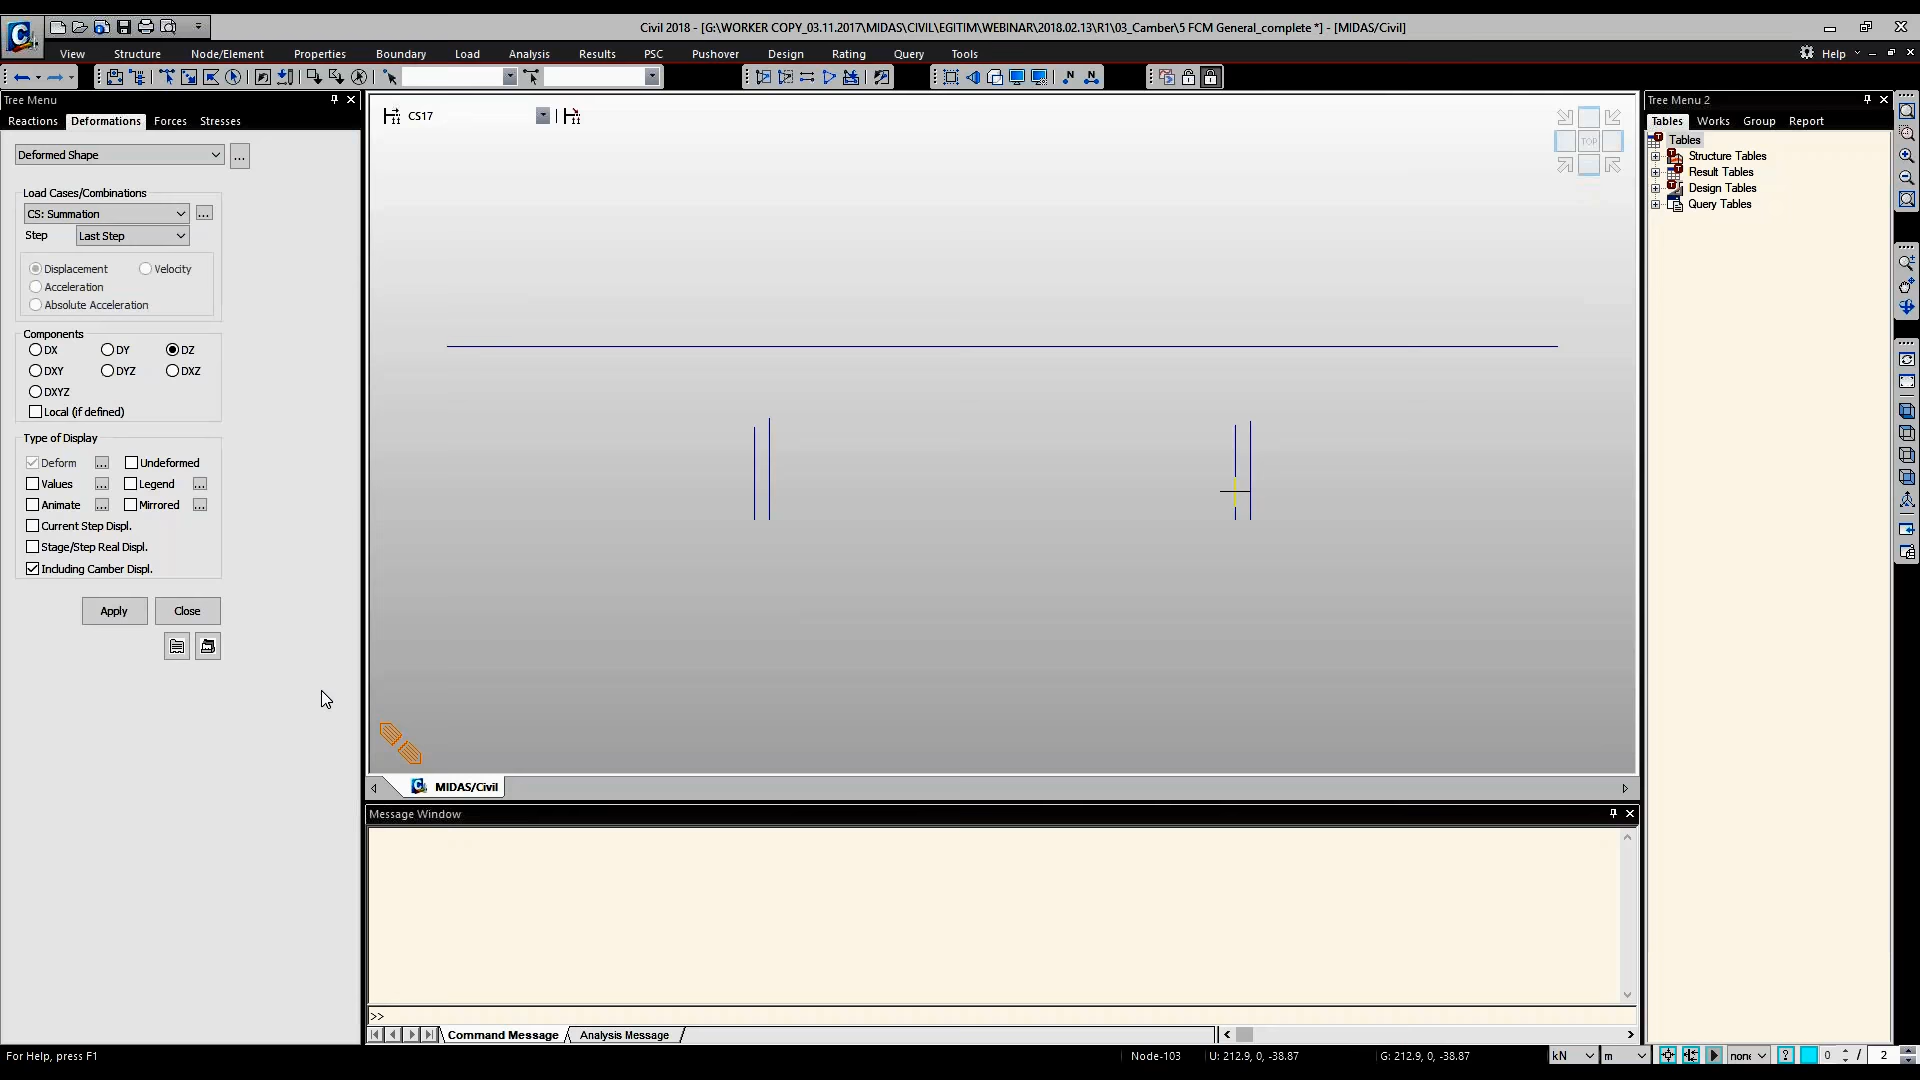 Civil 2018 - [G:\WORKER COPY_03.11.2017\MIDAS\CIVIL\EGITIM\WEBINAR\2018.02.13\R1\03_Camber\5 FCM General_complete *] - [MIDAS/Civil]
View Structure Node/Element Properties Boundary Load Analysis Results PSC Pushover Design Rating Query Tools Help
Tree Menu
Reactions Deformations Forces Stresses
Deformed Shape ...
Load Cases/Combinations
CS: Summation ...
Step Last Step
Displacement Velocity
Acceleration
Absolute Acceleration
Components
DX DY DZ
DXY DYZ DXZ
DXYZ
Local (if defined)
Type of Display
Deform ... Undeformed
Values ... Legend ...
Animate ... Mirrored ...
Current Step Displ.
Stage/Step Real Displ.
Including Camber Displ.
Apply Close
CS17
TOP
MIDAS/Civil
Message Window
>>
Command Message Analysis Message
Tree Menu 2
Tables Works Group Report
Tables
Structure Tables
Result Tables
Design Tables
Query Tables
For Help, press F1
Node-103 U: 212.9, 0, -38.87 G: 212.9, 0, -38.87 kN m none ? 0 / 2